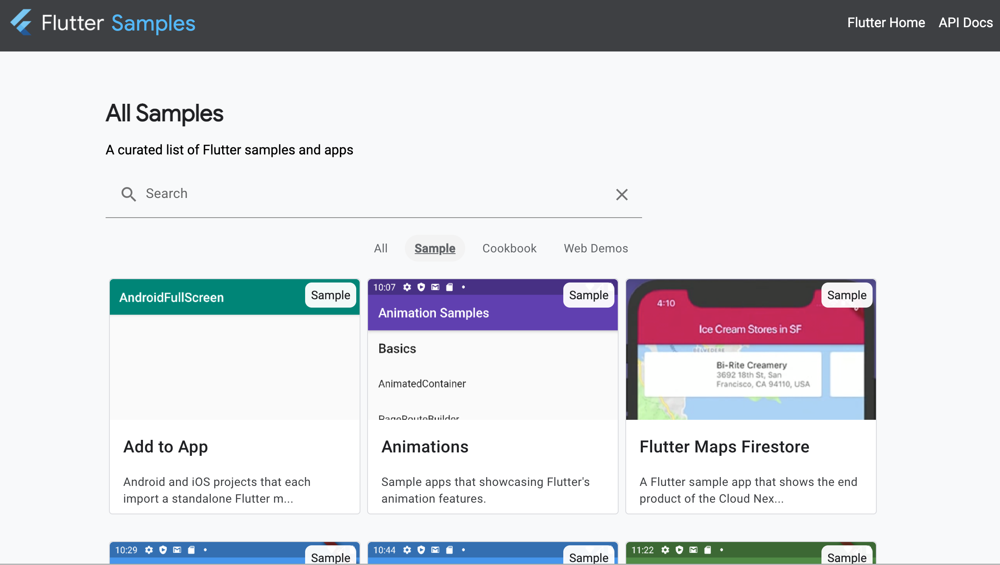 Flutter Samples
Flutter Home API Docs
All Samples
A curated list of Flutter samples and apps
Search
All Sample Cookbook Web Demos
AndroidFullScreen
Sample
10:07
Sample
Animation Samples
Basics
AnimatedContainer
PageRouteBuilder
4:10
Sample
Ice Cream Stores in SF
BELVEDERE
Bi-Rite Creamery
3692 18th St, San
Francisco, CA 94110, USA
Add to App
Android and iOS projects that each
import a standalone Flutter m...
Animations
Sample apps that showcasing Flutter's
animation features.
Flutter Maps Firestore
A Flutter sample app that shows the end
product of the Cloud Nex...
10:29
Sample
10:44
Sample
11:22
Sample